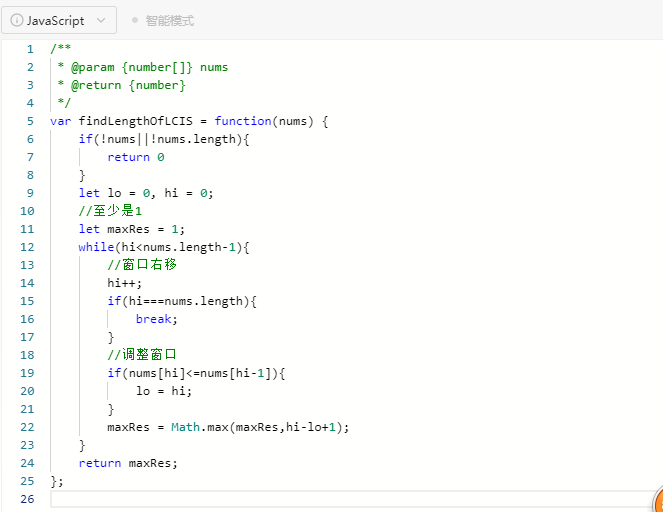 JavaScript 智能模式
1 /**
2 * @param {number[]} nums
3 * @return {number}
4 */
5 var findLengthOfLCIS = function(nums) {
6 if(!nums||!nums.length){
7 return 0
8 }
9 let lo = 0, hi = 0;
10 //至少是1
11 let maxRes = 1;
12 while(hi<nums.length-1){
13 //窗口右移
14 hi++;
15 if(hi===nums.length){
16 break;
17 }
18 //调整窗口
19 if(nums[hi]<=nums[hi-1]){
20 lo = hi;
21 }
22 maxRes = Math.max(maxRes,hi-lo+1);
23 }
24 return maxRes;
25 };
26